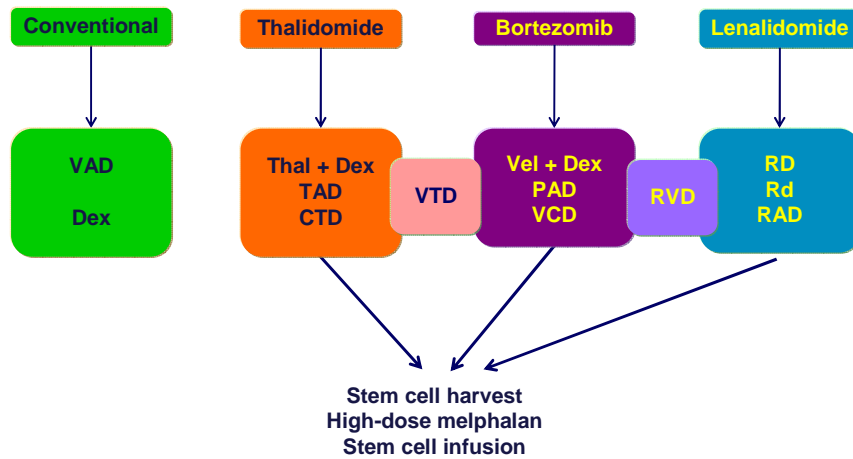 Conventional
Thalidomide
Bortezomib
Lenalidomide
VAD
Dex
Thal + Dex
TAD
CTD
VTD
Vel + Dex
PAD
VCD
RVD
RD
Rd
RAD
Stem cell harvest
High-dose melphalan
Stem cell infusion